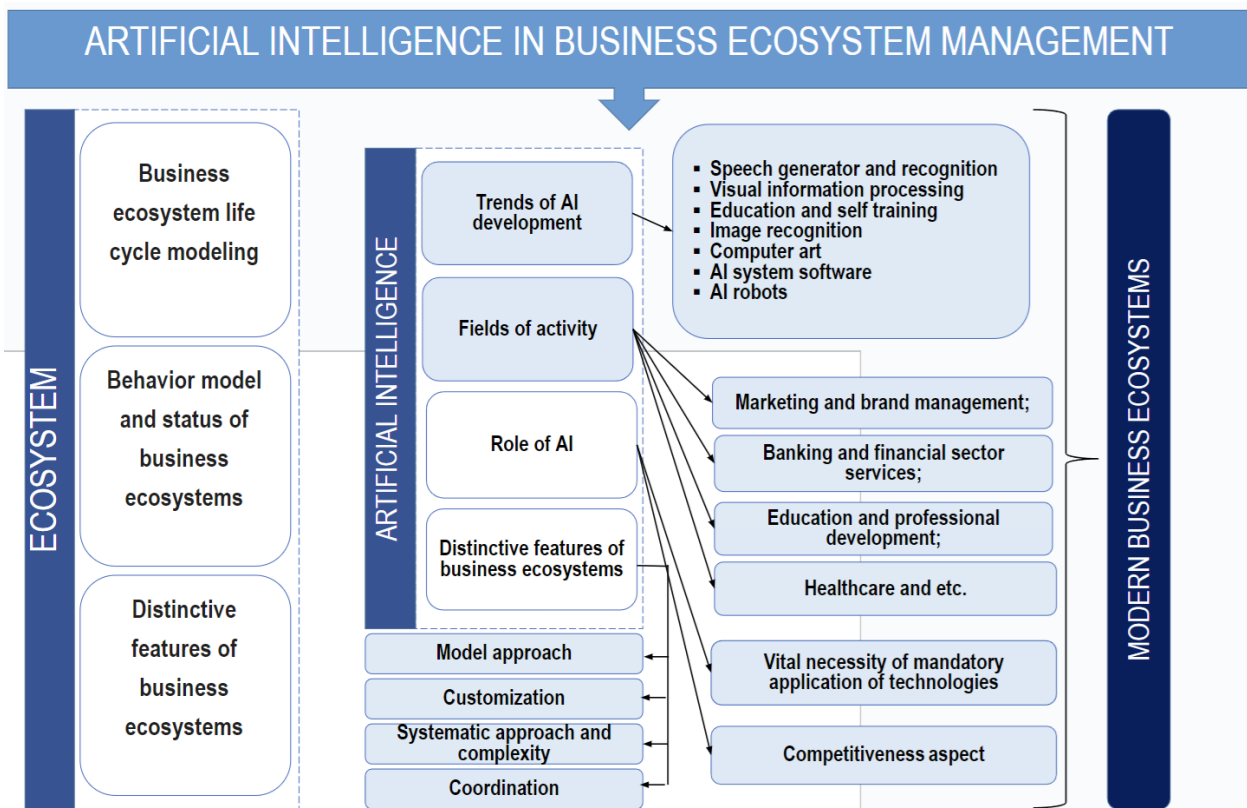 ARTIFICIAL INTELLIGENCE IN BUSINESS ECOSYSTEM MANAGEMENT
ECOSYSTEM
Business
ecosystem life
cycle modeling
Behavior model
and status of
business
ecosystems
Distinctive
features of
business
ecosystems
ARTIFICIAL INTELLIGENCE
Trends of AI
development
Fields of activity
Role of AI
Distinctive features of
business ecosystems
Model approach
Customization
Systematic approach and
complexity
Coordination
▪ Speech generator and recognition
▪ Visual information processing
▪ Education and self training
▪ Image recognition
▪ Computer art
▪ AI system software
▪ AI robots
Marketing and brand management;
Banking and financial sector
services;
Education and professional
development;
Healthcare and etc.
Vital necessity of mandatory
application of technologies
Competitiveness aspect
MODERN BUSINESS ECOSYSTEMS